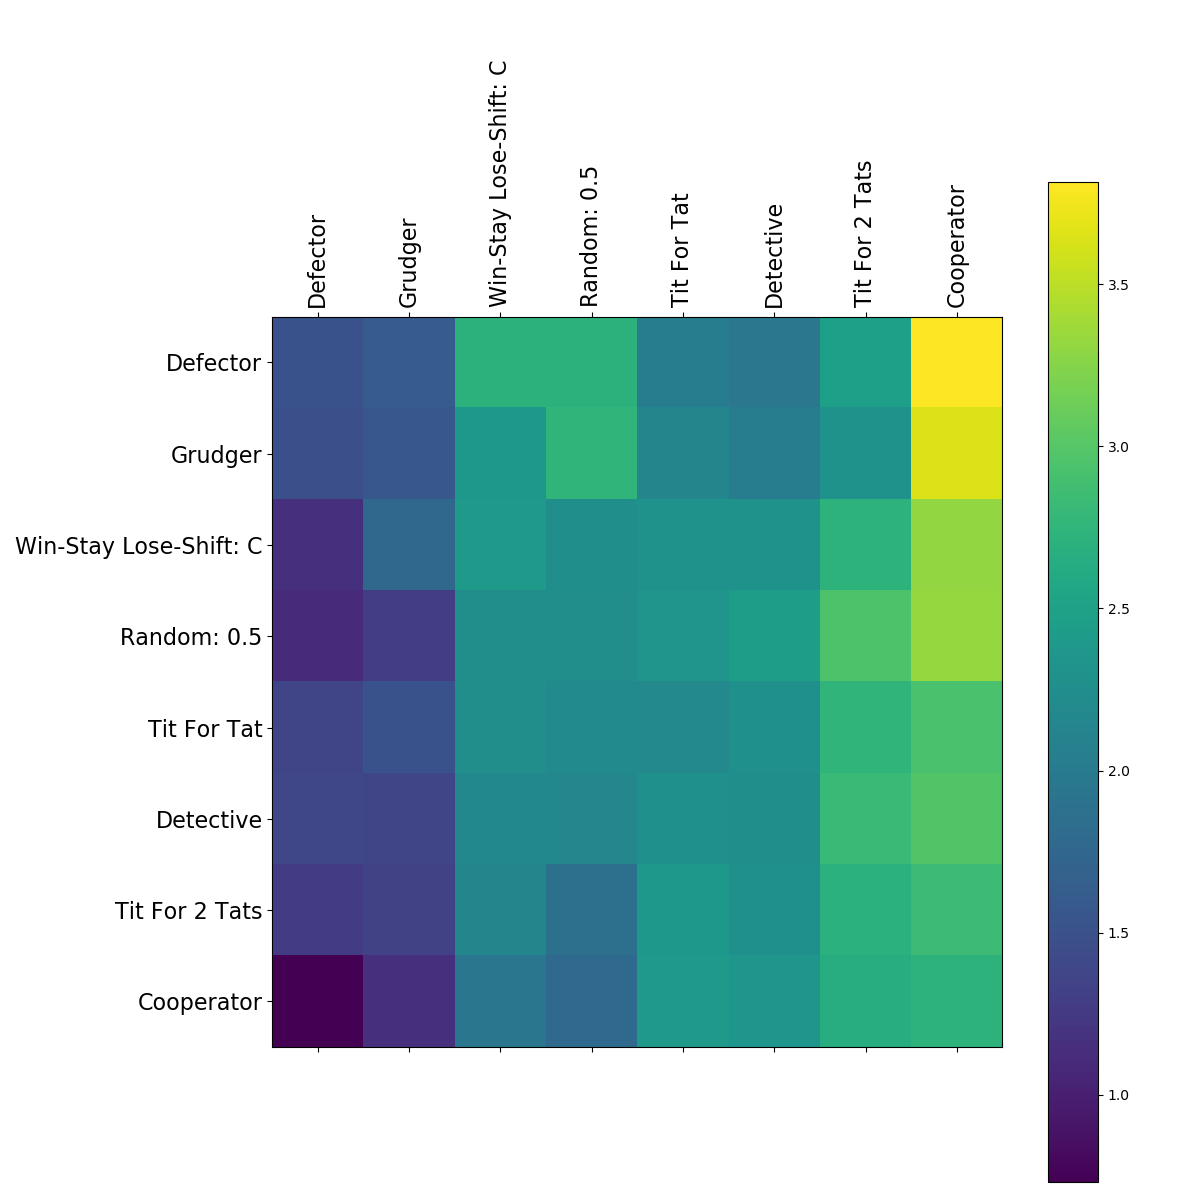 Defector
Grudger
Win-Stay Lose-Shift: C
Random: 0.5
Tit For Tat
Detective
Tit For 2 Tats
Cooperator
Defector
Grudger
Win-Stay Lose-Shift: C
Random: 0.5
Tit For Tat
Detective
Tit For 2 Tats
Cooperator
3.5
3.0
2.5
2.0
1.5
1.0